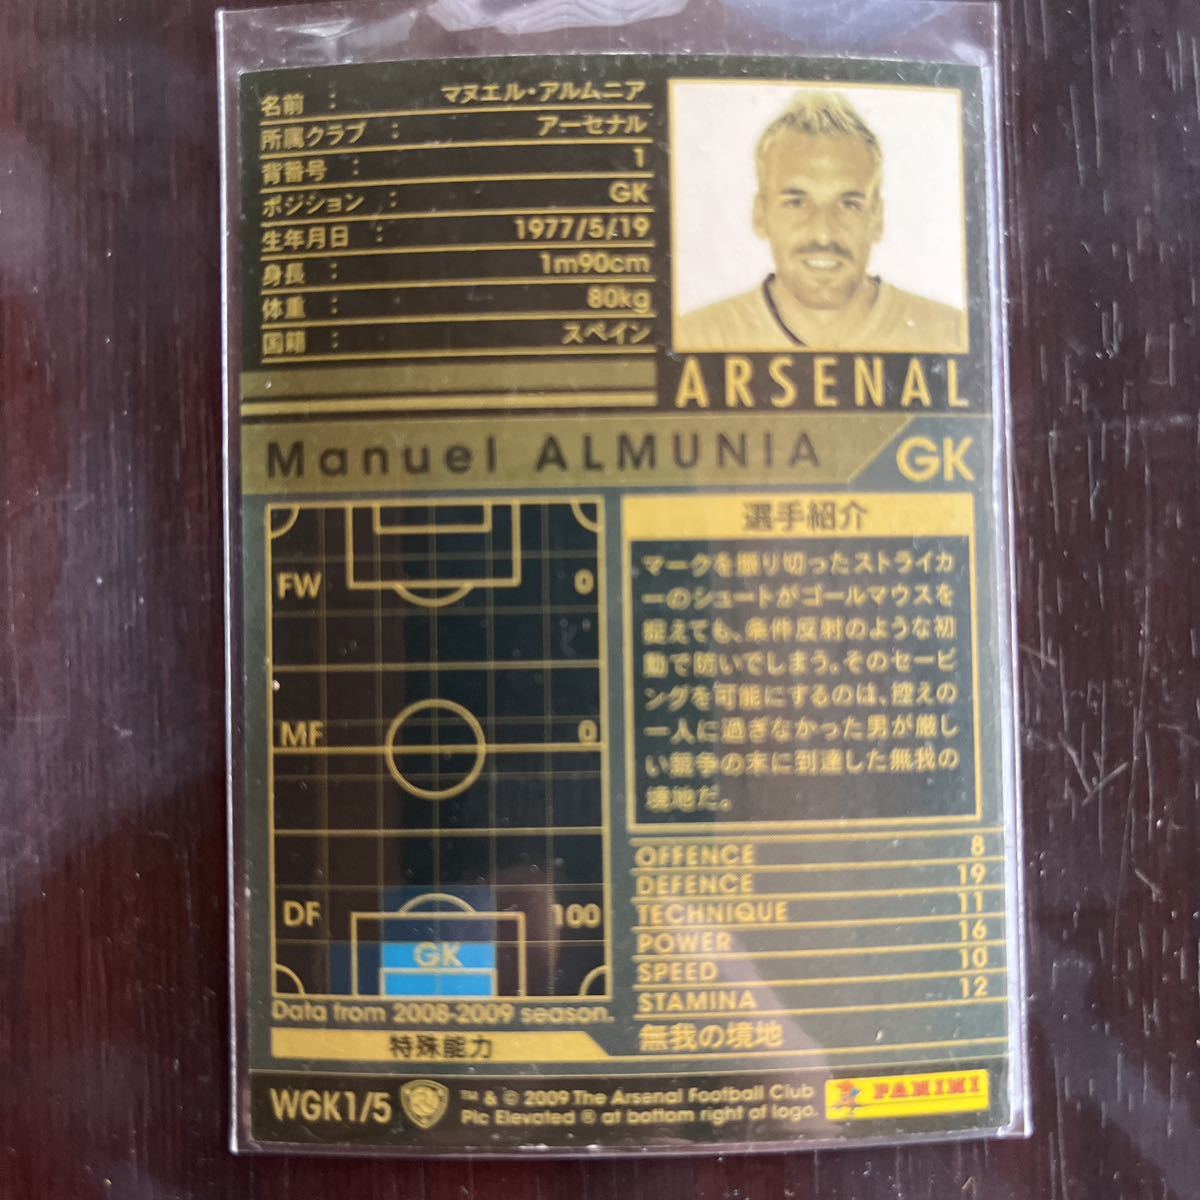 名前 : マヌエル・アルムニア
所属クラブ : アーセナル
背番号 : 1
ポジション : GK
生年月日 : 1977/5/19
身長 : 1m90cm
体重 : 80kg
国籍 : スペイン
ARSENAL
Manuel ALMUNIA GK
FW 0
MF 0
DF 100
GK
Data from 2008-2009 season.
特殊能力
選手紹介
マークを振り切ったストライカ
ーのシュートがゴールマウスを
捉えても、条件反射のような初
動で防いでしまう。そのセービ
ングを可能にするのは、控えの
一人に過ぎなかった男が厳し
い競争の末に到達した無我の
境地だ。
OFFENCE 8
DEFENCE 19
TECHNIQUE 11
POWER 16
SPEED 10
STAMINA 12
無我の境地
WGK1/5
™ & © 2009 The Arsenal Football Club
Plc Elevated ® at bottom right of logo.
PANINI